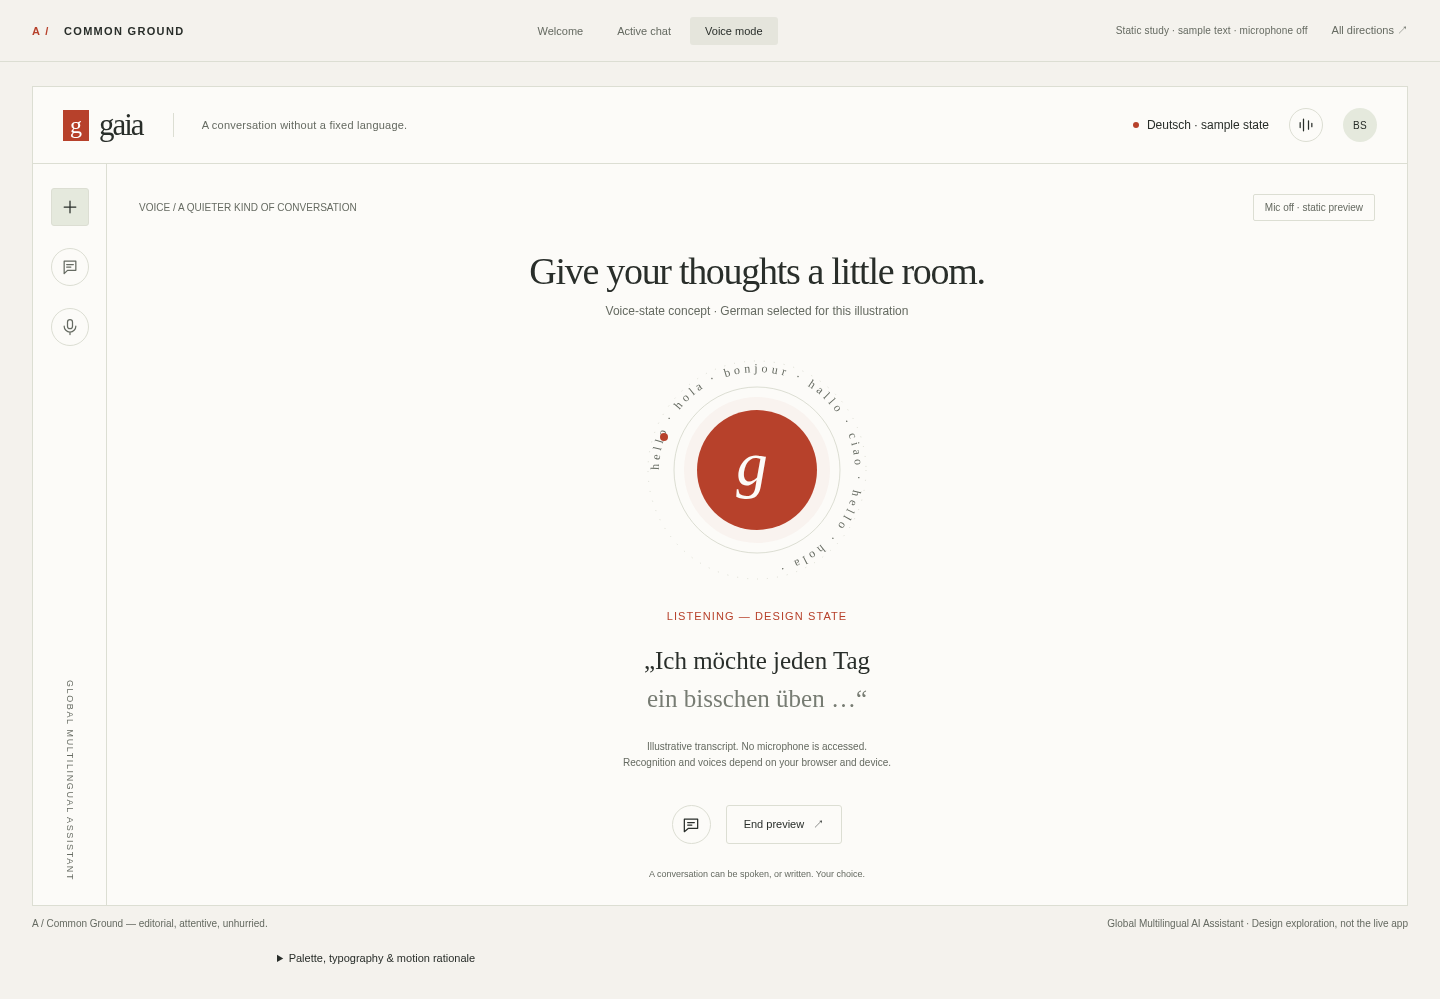 A / COMMON GROUND
Welcome
Active chat
Voice mode
Static study · sample text · microphone off
All directions ↗
g gaia
A conversation without a fixed language.
Deutsch · sample state
BS
VOICE / A QUIETER KIND OF CONVERSATION
Mic off · static preview
Give your thoughts a little room.
Voice-state concept · German selected for this illustration
hello · hola · bonjour · hallo · ciao · hello · hola ·
g
LISTENING — DESIGN STATE
„Ich möchte jeden Tag
ein bisschen üben …“
Illustrative transcript. No microphone is accessed.
Recognition and voices depend on your browser and device.
End preview ↗
A conversation can be spoken, or written. Your choice.
GLOBAL MULTILINGUAL ASSISTANT
A / Common Ground — editorial, attentive, unhurried.
Global Multilingual AI Assistant · Design exploration, not the live app
Palette, typography & motion rationale